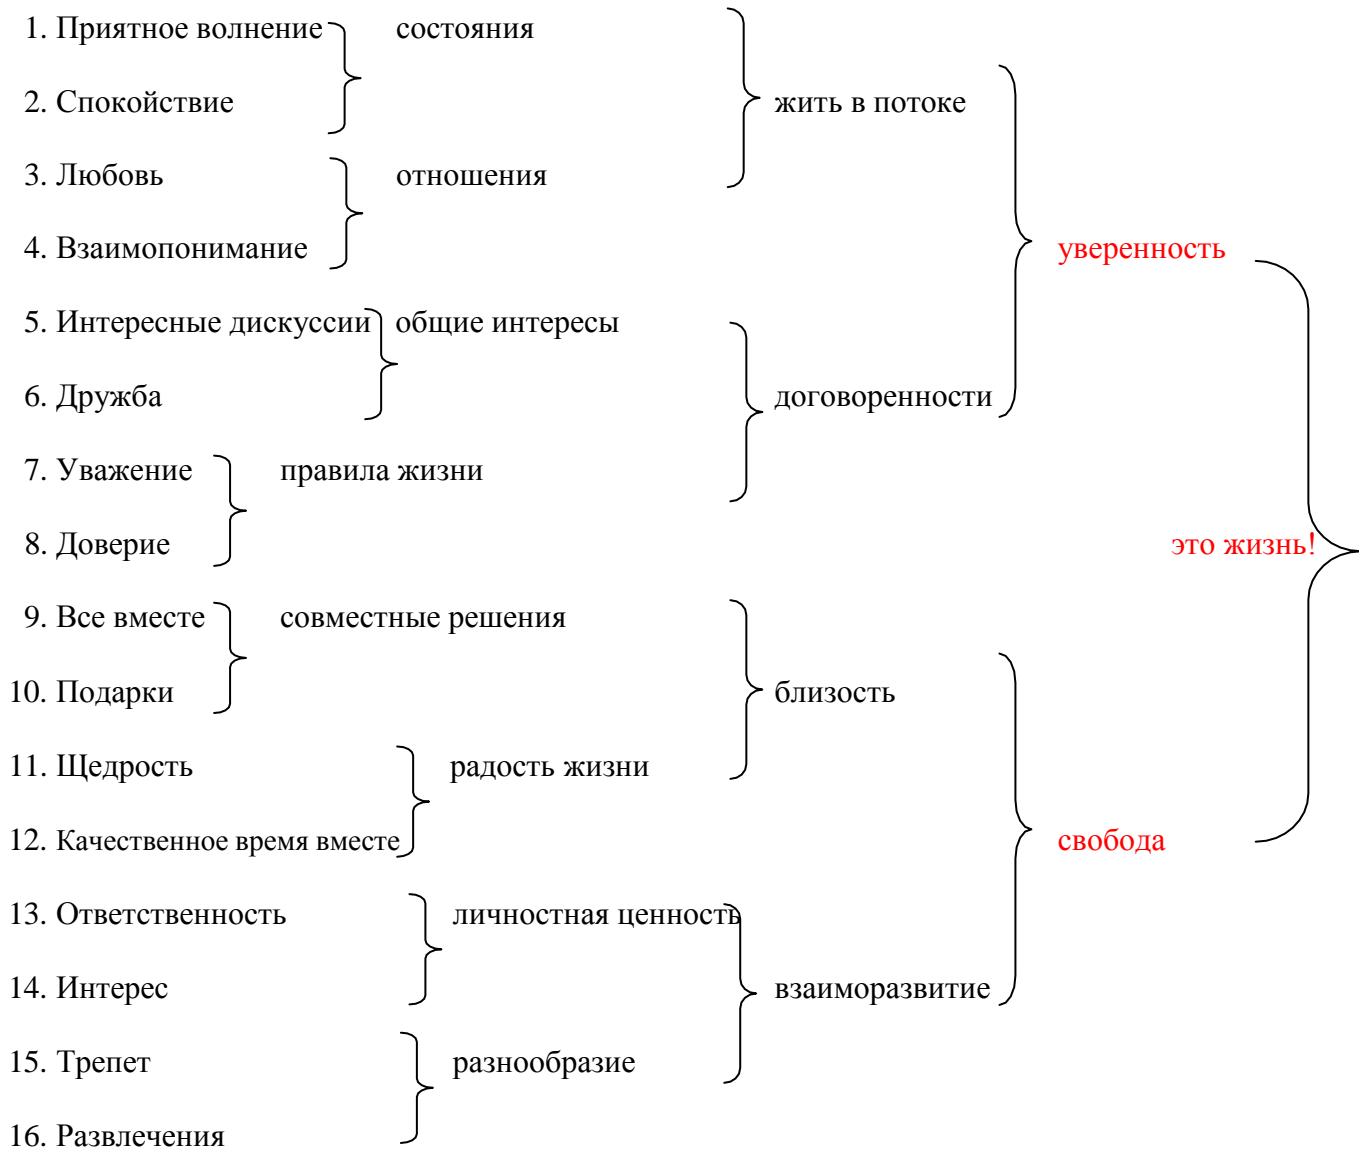 1. Приятное волнение состояния
2. Спокойствие жить в потоке
3. Любовь отношения
4. Взаимопонимание уверенность
5. Интересные дискуссии общие интересы
6. Дружба договоренности
7. Уважение правила жизни
8. Доверие это жизнь!
9. Все вместе совместные решения
10. Подарки близость
11. Щедрость радость жизни
12. Качественное время вместе свобода
13. Ответственность личностная ценность
14. Интерес взаиморазвитие
15. Трепет разнообразие
16. Развлечения